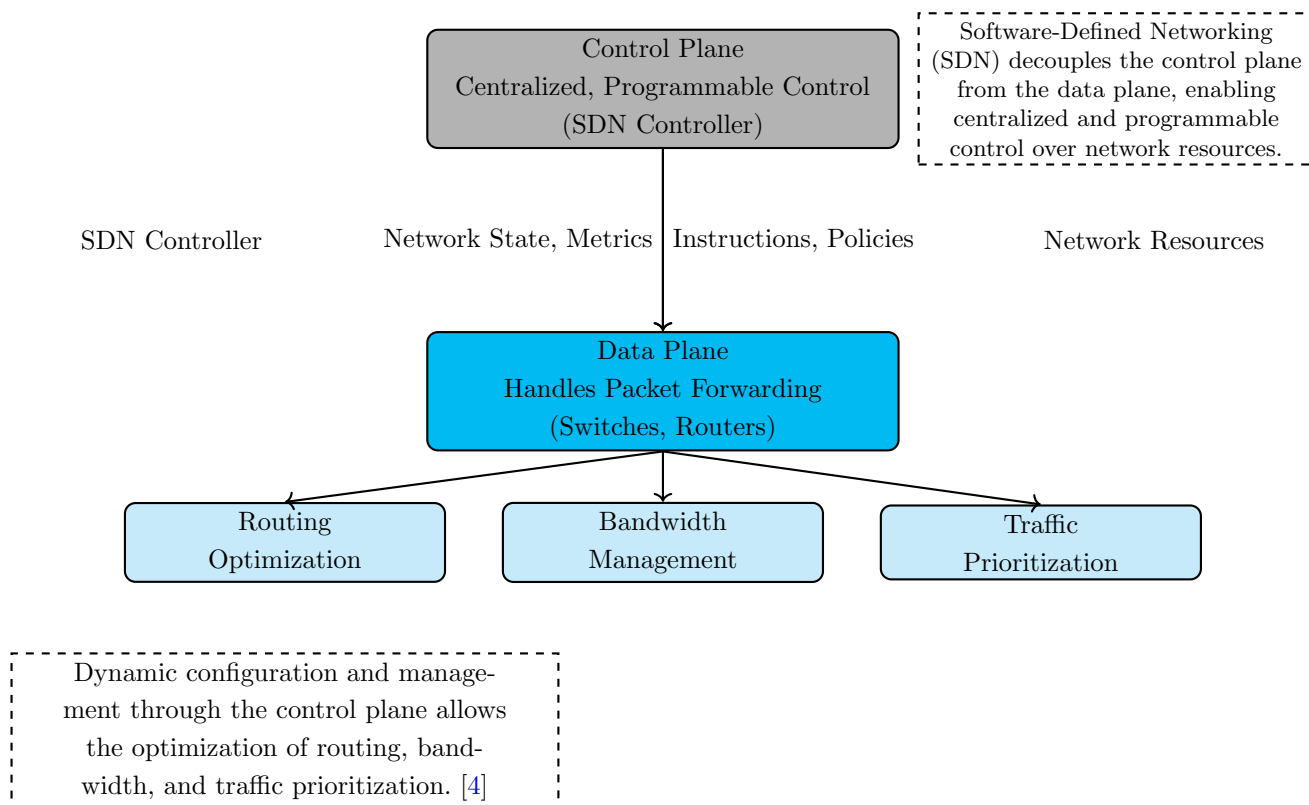 Control Plane
Centralized, Programmable Control
(SDN Controller)
Software-Defined Networking
(SDN) decouples the control plane
from the data plane, enabling
centralized and programmable
control over network resources.
SDN Controller
Network State, Metrics
Instructions, Policies
Network Resources
Data Plane
Handles Packet Forwarding
(Switches, Routers)
Routing
Optimization
Bandwidth
Management
Traffic
Prioritization
Dynamic configuration and manage-
ment through the control plane allows
the optimization of routing, band-
width, and traffic prioritization. [4]